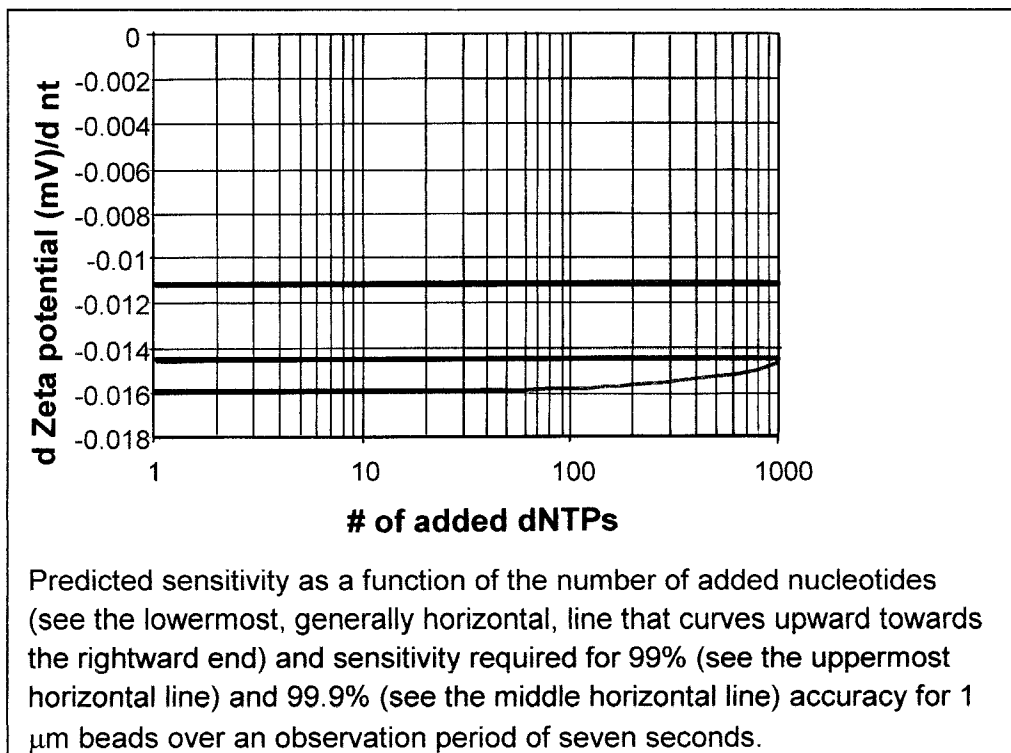 0
-0.002
-0.004
-0.006
-0.008
-0.01
-0.012
-0.014
-0.016
-0.018
d Zeta potential (mV)/d nt
1 10 100 1000
# of added dNTPs
Predicted sensitivity as a function of the number of added nucleotides
(see the lowermost, generally horizontal, line that curves upward towards
the rightward end) and sensitivity required for 99% (see the uppermost
horizontal line) and 99.9% (see the middle horizontal line) accuracy for 1
μm beads over an observation period of seven seconds.